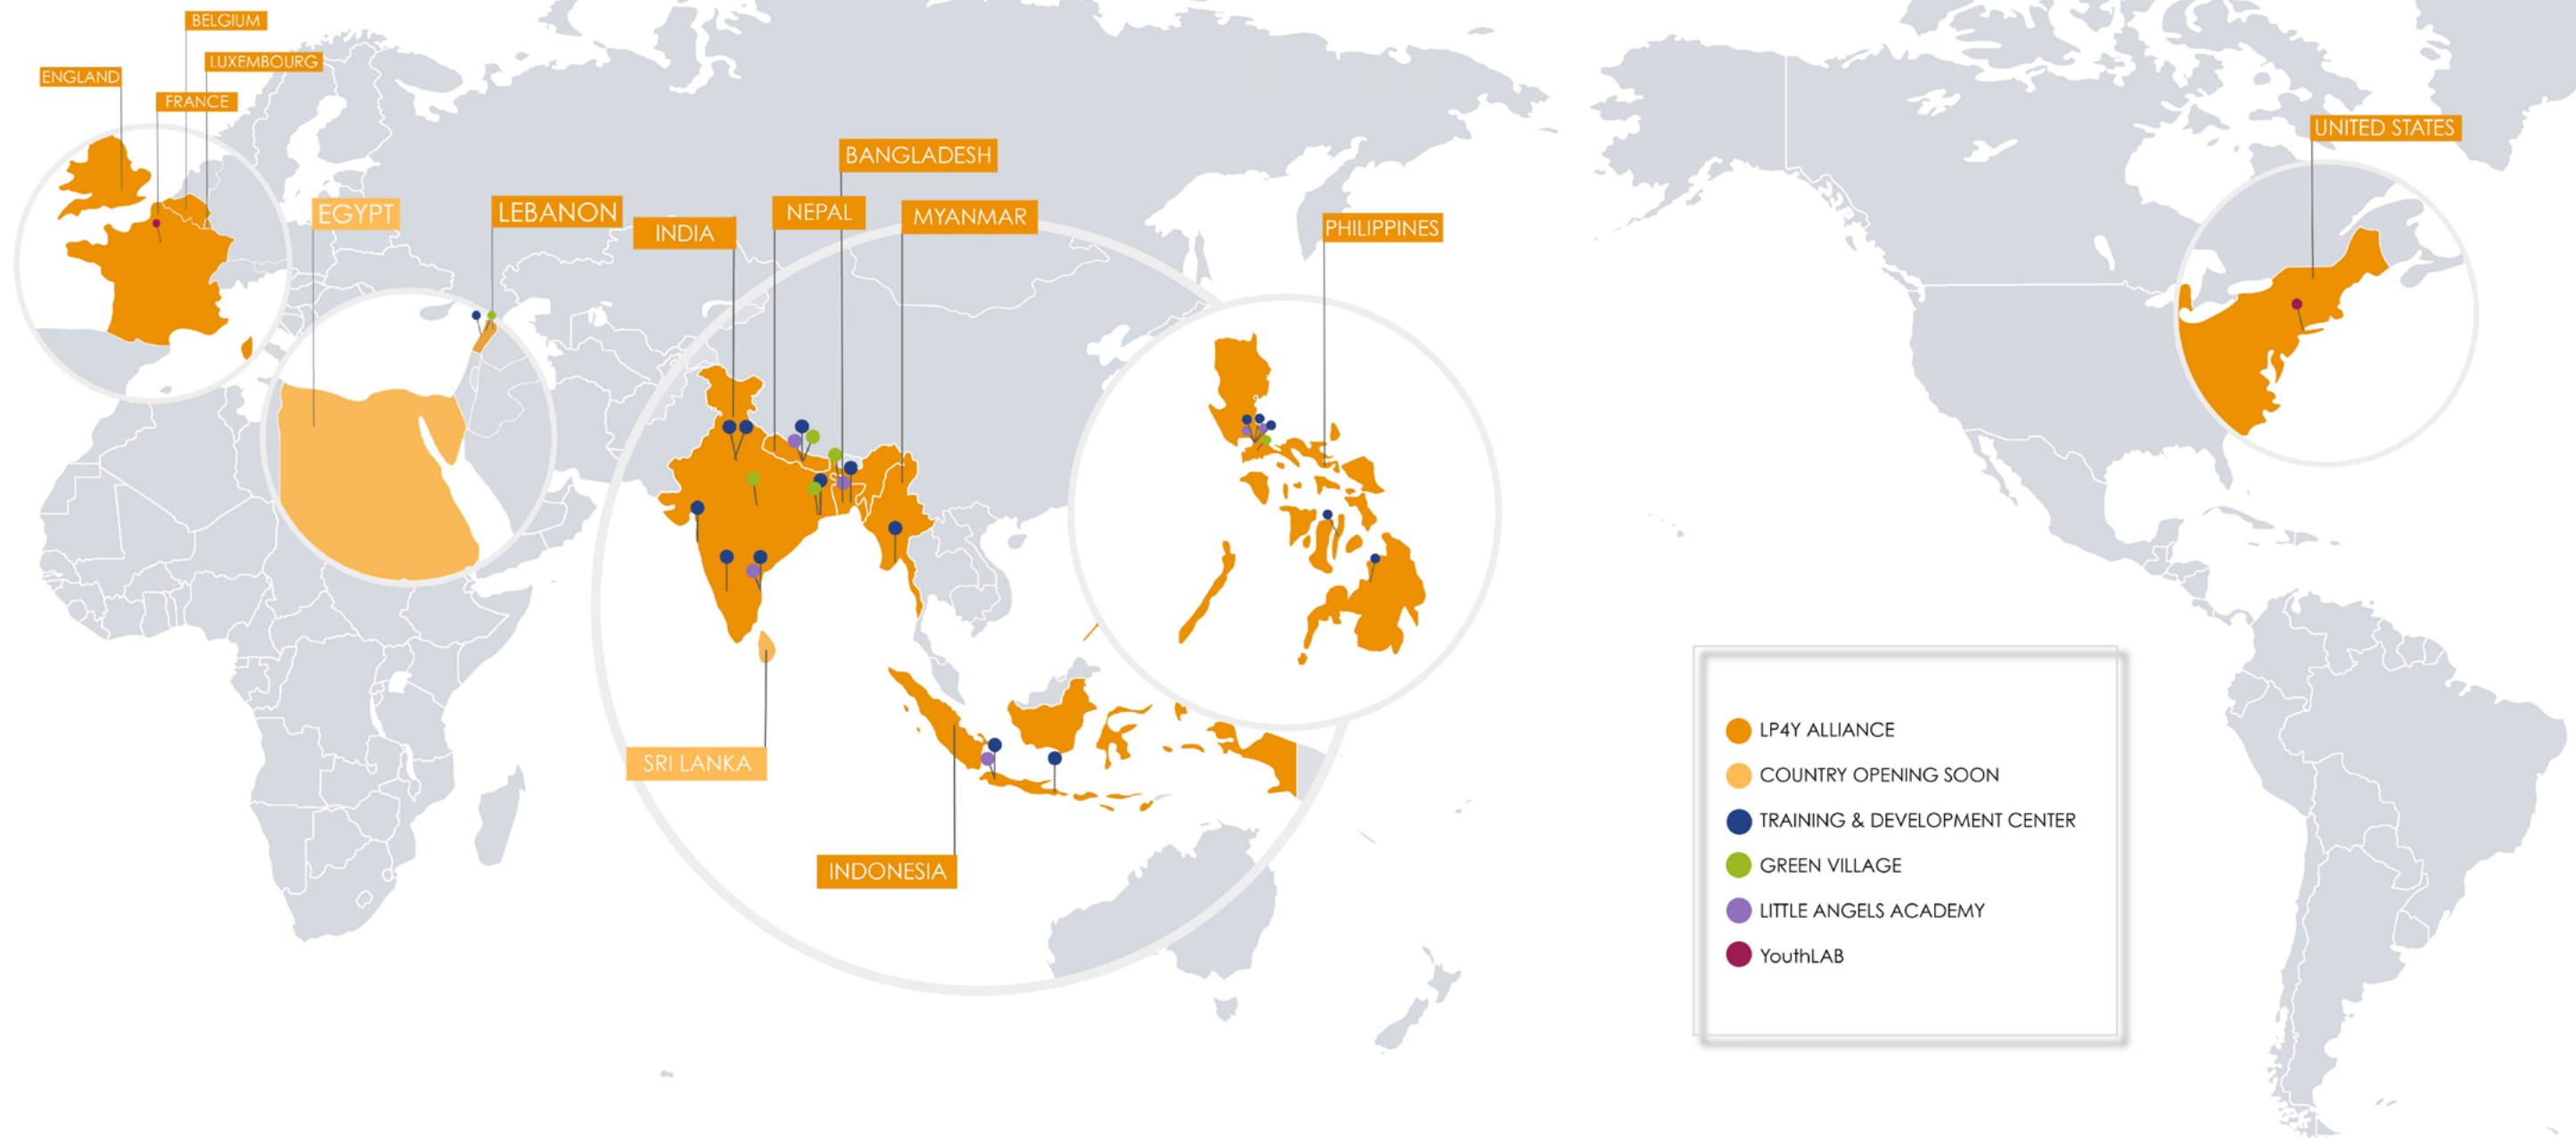 BELGIUM
LUXEMBOURG
ENGLAND
FRANCE
UNITED STATES
BANGLADESH
EGYPT
LEBANON
INDIA
NEPAL
MYANMAR
PHILIPPINES
SRI LANKA
INDONESIA
LP4Y ALLIANCE
COUNTRY OPENING SOON
TRAINING & DEVELOPMENT CENTER
GREEN VILLAGE
LITTLE ANGELS ACADEMY
YouthLAB